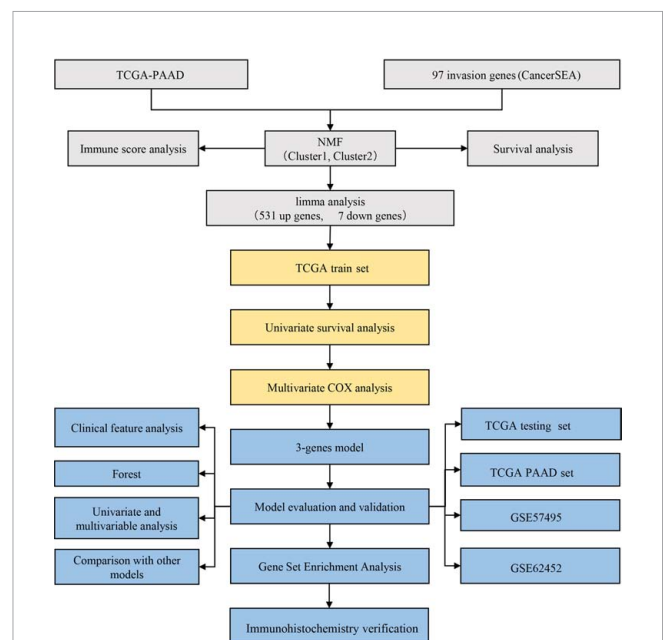 TCGA-PAAD
97 invasion genes (CancerSEA)
Immune score analysis
NMF
(Cluster1, Cluster2)
Survival analysis
limma analysis
(531 up genes, 7 down genes)
TCGA train set
Univariate survival analysis
Multivariate COX analysis
Clinical feature analysis
Forest
Univariate and
multivariable analysis
Comparison with other
models
3-genes model
Model evaluation and validation
Gene Set Enrichment Analysis
Immunohistochemistry verification
TCGA testing set
TCGA PAAD set
GSE57495
GSE62452